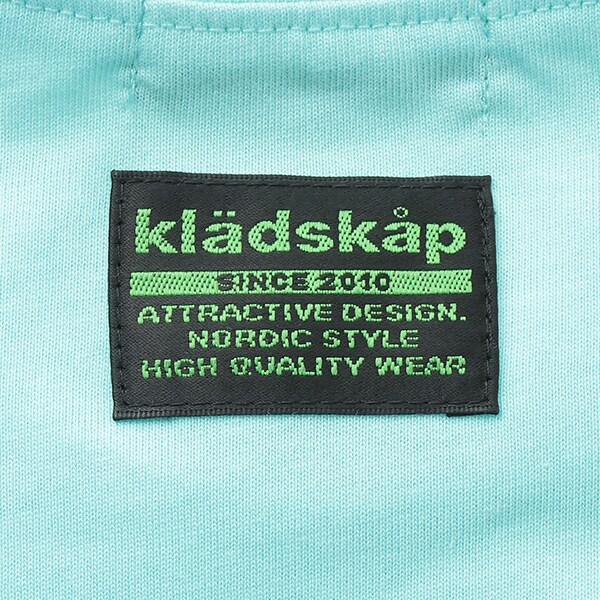 klädskåp
SINCE 2010
ATTRACTIVE DESIGN.
NORDIC STYLE
HIGH QUALITY WEAR